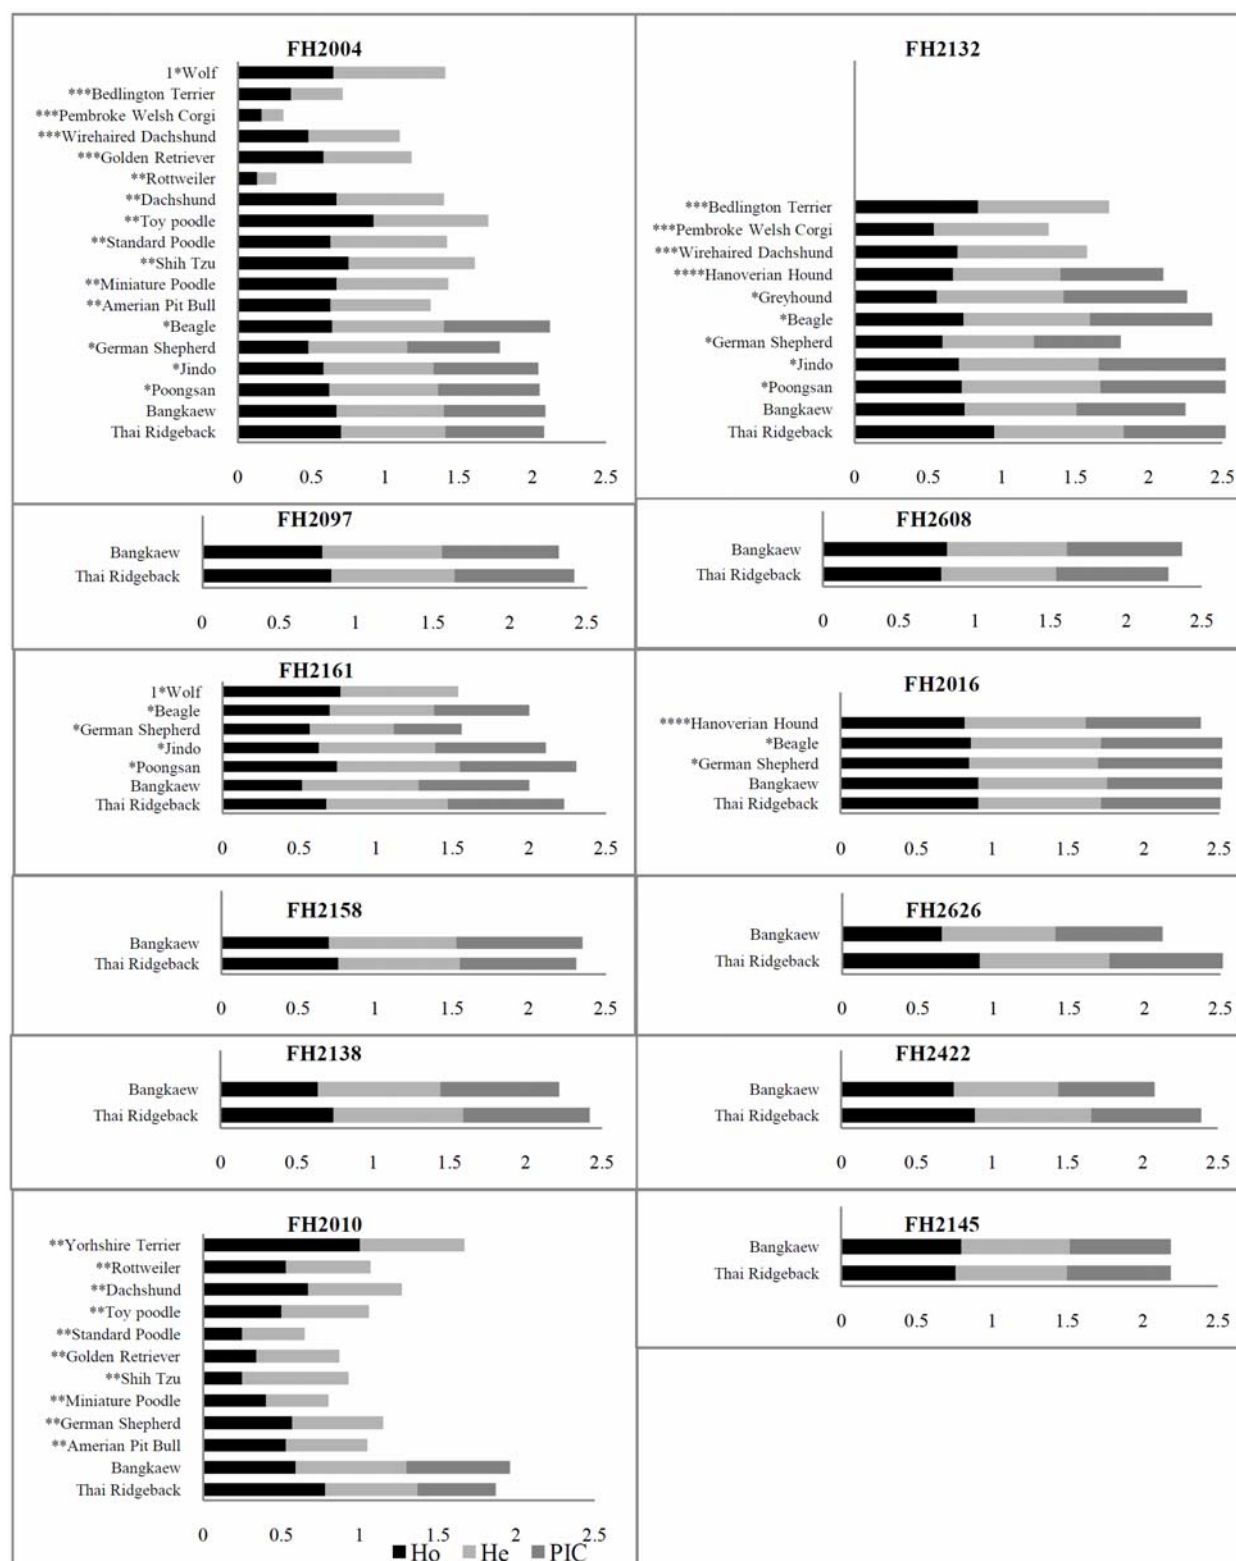 FH2004
1*Wolf
***Bedlington Terrier
***Pembroke Welsh Corgi
***Wirehaired Dachshund
***Golden Retriever
**Rottweiler
**Dachshund
**Toy poodle
**Standard Poodle
**Shih Tzu
**Miniature Poodle
**Amerian Pit Bull
*Beagle
*German Shepherd
*Jindo
*Poongsan
Bangkaew
Thai Ridgeback
0 0.5 1 1.5 2 2.5
FH2132
***Bedlington Terrier
***Pembroke Welsh Corgi
***Wirehaired Dachshund
****Hanoverian Hound
*Greyhound
*Beagle
*German Shepherd
*Jindo
*Poongsan
Bangkaew
Thai Ridgeback
0 0.5 1 1.5 2 2.5
FH2097
Bangkaew
Thai Ridgeback
0 0.5 1 1.5 2 2.5
FH2608
Bangkaew
Thai Ridgeback
0 0.5 1 1.5 2 2.5
FH2161
1*Wolf
*Beagle
*German Shepherd
*Jindo
*Poongsan
Bangkaew
Thai Ridgeback
0 0.5 1 1.5 2 2.5
FH2016
****Hanoverian Hound
*Beagle
*German Shepherd
Bangkaew
Thai Ridgeback
0 0.5 1 1.5 2 2.5
FH2158
Bangkaew
Thai Ridgeback
0 0.5 1 1.5 2 2.5
FH2626
Bangkaew
Thai Ridgeback
0 0.5 1 1.5 2 2.5
FH2138
Bangkaew
Thai Ridgeback
0 0.5 1 1.5 2 2.5
FH2422
Bangkaew
Thai Ridgeback
0 0.5 1 1.5 2 2.5
FH2010
**Yorhshire Terrier
**Rottweiler
**Dachshund
**Toy poodle
**Standard Poodle
**Golden Retriever
**Shih Tzu
**Miniature Poodle
**German Shepherd
**Amerian Pit Bull
Bangkaew
Thai Ridgeback
0 0.5 1 1.5 2 2.5
Ho He PIC
FH2145
Bangkaew
Thai Ridgeback
0 0.5 1 1.5 2 2.5